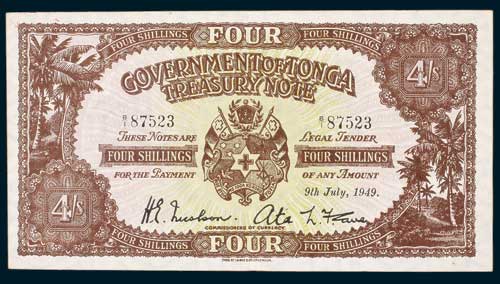 FOUR
FOUR SHILLINGS FOUR SHILLINGS
4/s
GOVERNMENT OF TONGA
TREASURY NOTE
B/1 87523 B/1 87523
THESE NOTES ARE LEGAL TENDER
FOUR SHILLINGS FOUR SHILLINGS
FOR THE PAYMENT OF ANY AMOUNT
9th July, 1949.
4/s
COMMISSIONERS OF CURRENCY.
FOUR SHILLINGS FOUR SHILLINGS
FOUR